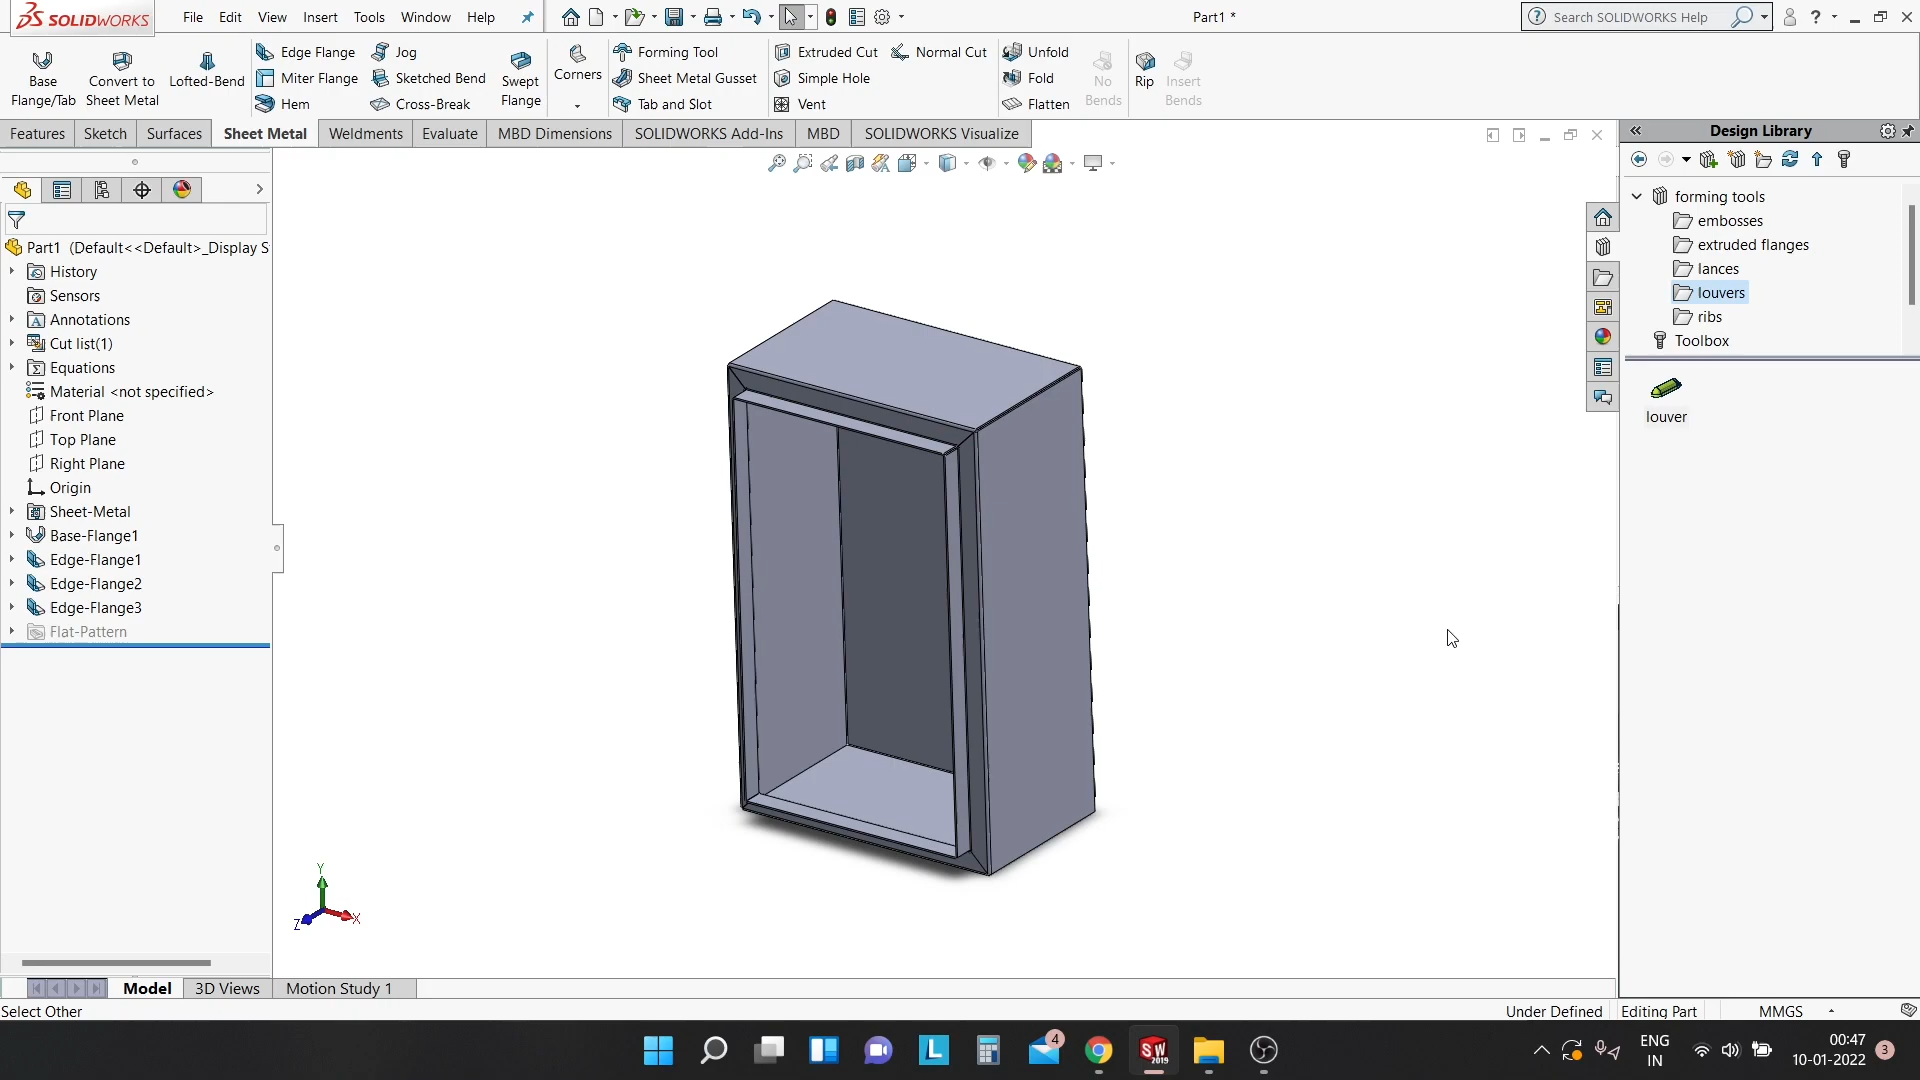 SOLIDWORKS File Edit View Insert Tools Window Help Part1 * Search SOLIDWORKS Help
Base Flange/Tab
Convert to Sheet Metal
Lofted-Bend
Edge Flange
Miter Flange
Hem
Jog
Sketched Bend
Cross-Break
Swept Flange
Corners
Forming Tool
Sheet Metal Gusset
Tab and Slot
Extruded Cut
Simple Hole
Vent
Normal Cut
Unfold
Fold
Flatten
No Bends
Rip
Insert Bends
Features Sketch Surfaces Sheet Metal Weldments Evaluate MBD Dimensions SOLIDWORKS Add-Ins MBD SOLIDWORKS Visualize
Part1 (Default<<Default>_Display S
History
Sensors
Annotations
Cut list(1)
Equations
Material <not specified>
Front Plane
Top Plane
Right Plane
Origin
Sheet-Metal
Base-Flange1
Edge-Flange1
Edge-Flange2
Edge-Flange3
Flat-Pattern
Y
X
Z
Design Library
forming tools
embosses
extruded flanges
lances
louvers
ribs
Toolbox
louver
Model 3D Views Motion Study 1
Select Other Under Defined Editing Part MMGS
4
SW
2019
L
ENG
IN
00:47
10-01-2022
3